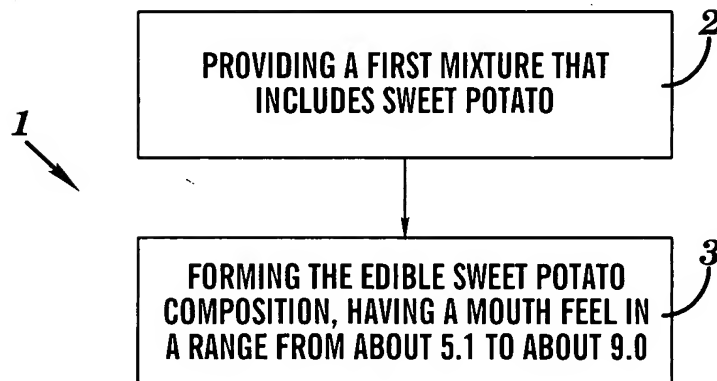 PROVIDING A FIRST MIXTURE THAT
INCLUDES SWEET POTATO
2
1
FORMING THE EDIBLE SWEET POTATO
COMPOSITION, HAVING A MOUTH FEEL IN
A RANGE FROM ABOUT 5.1 TO ABOUT 9.0
3